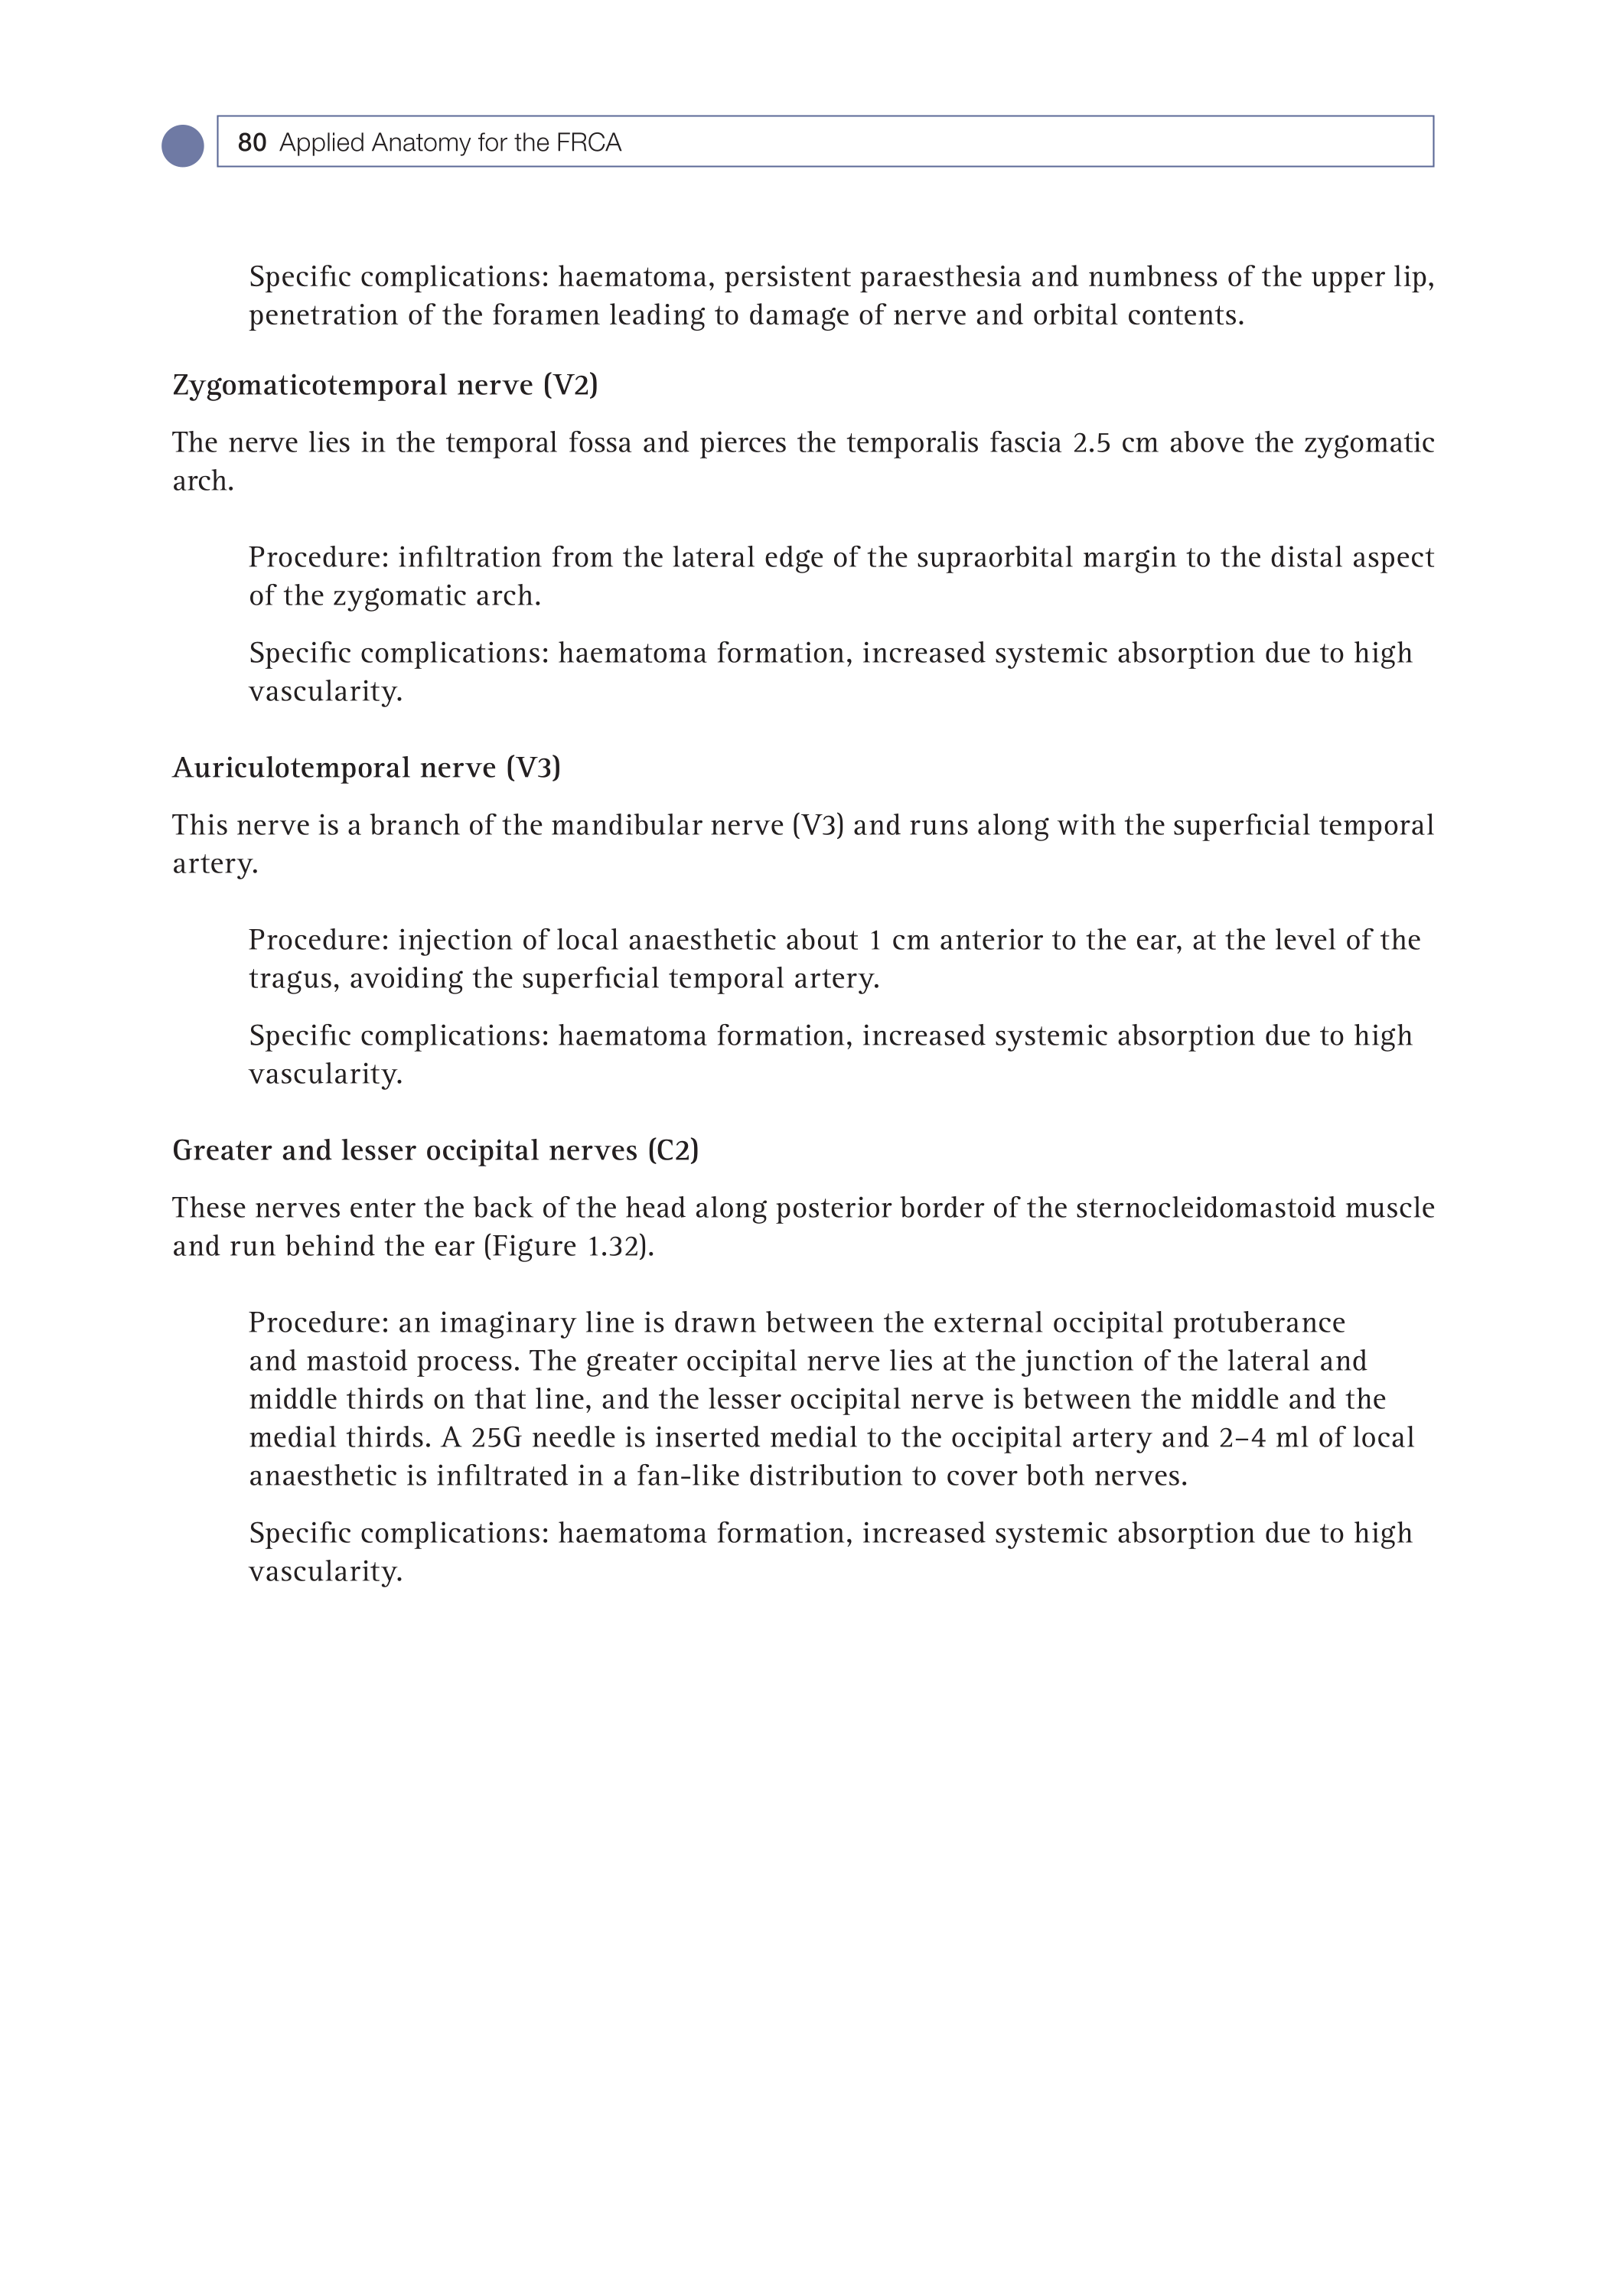 80 Applied Anatomy for the FRCA
Specific complications: haematoma, persistent paraesthesia and numbness of the upper lip,
penetration of the foramen leading to damage of nerve and orbital contents.
Zygomaticotemporal nerve (V2)
The nerve lies in the temporal fossa and pierces the temporalis fascia 2.5 cm above the zygomatic
arch.
Procedure: infiltration from the lateral edge of the supraorbital margin to the distal aspect
of the zygomatic arch.
Specific complications: haematoma formation, increased systemic absorption due to high
vascularity.
Auriculotemporal nerve (V3)
This nerve is a branch of the mandibular nerve (V3) and runs along with the superficial temporal
artery.
Procedure: injection of local anaesthetic about 1 cm anterior to the ear, at the level of the
tragus, avoiding the superficial temporal artery.
Specific complications: haematoma formation, increased systemic absorption due to high
vascularity.
Greater and lesser occipital nerves (C2)
These nerves enter the back of the head along posterior border of the sternocleidomastoid muscle
and run behind the ear (Figure 1.32).
Procedure: an imaginary line is drawn between the external occipital protuberance
and mastoid process. The greater occipital nerve lies at the junction of the lateral and
middle thirds on that line, and the lesser occipital nerve is between the middle and the
medial thirds. A 25G needle is inserted medial to the occipital artery and 2–4 ml of local
anaesthetic is infiltrated in a fan-like distribution to cover both nerves.
Specific complications: haematoma formation, increased systemic absorption due to high
vascularity.